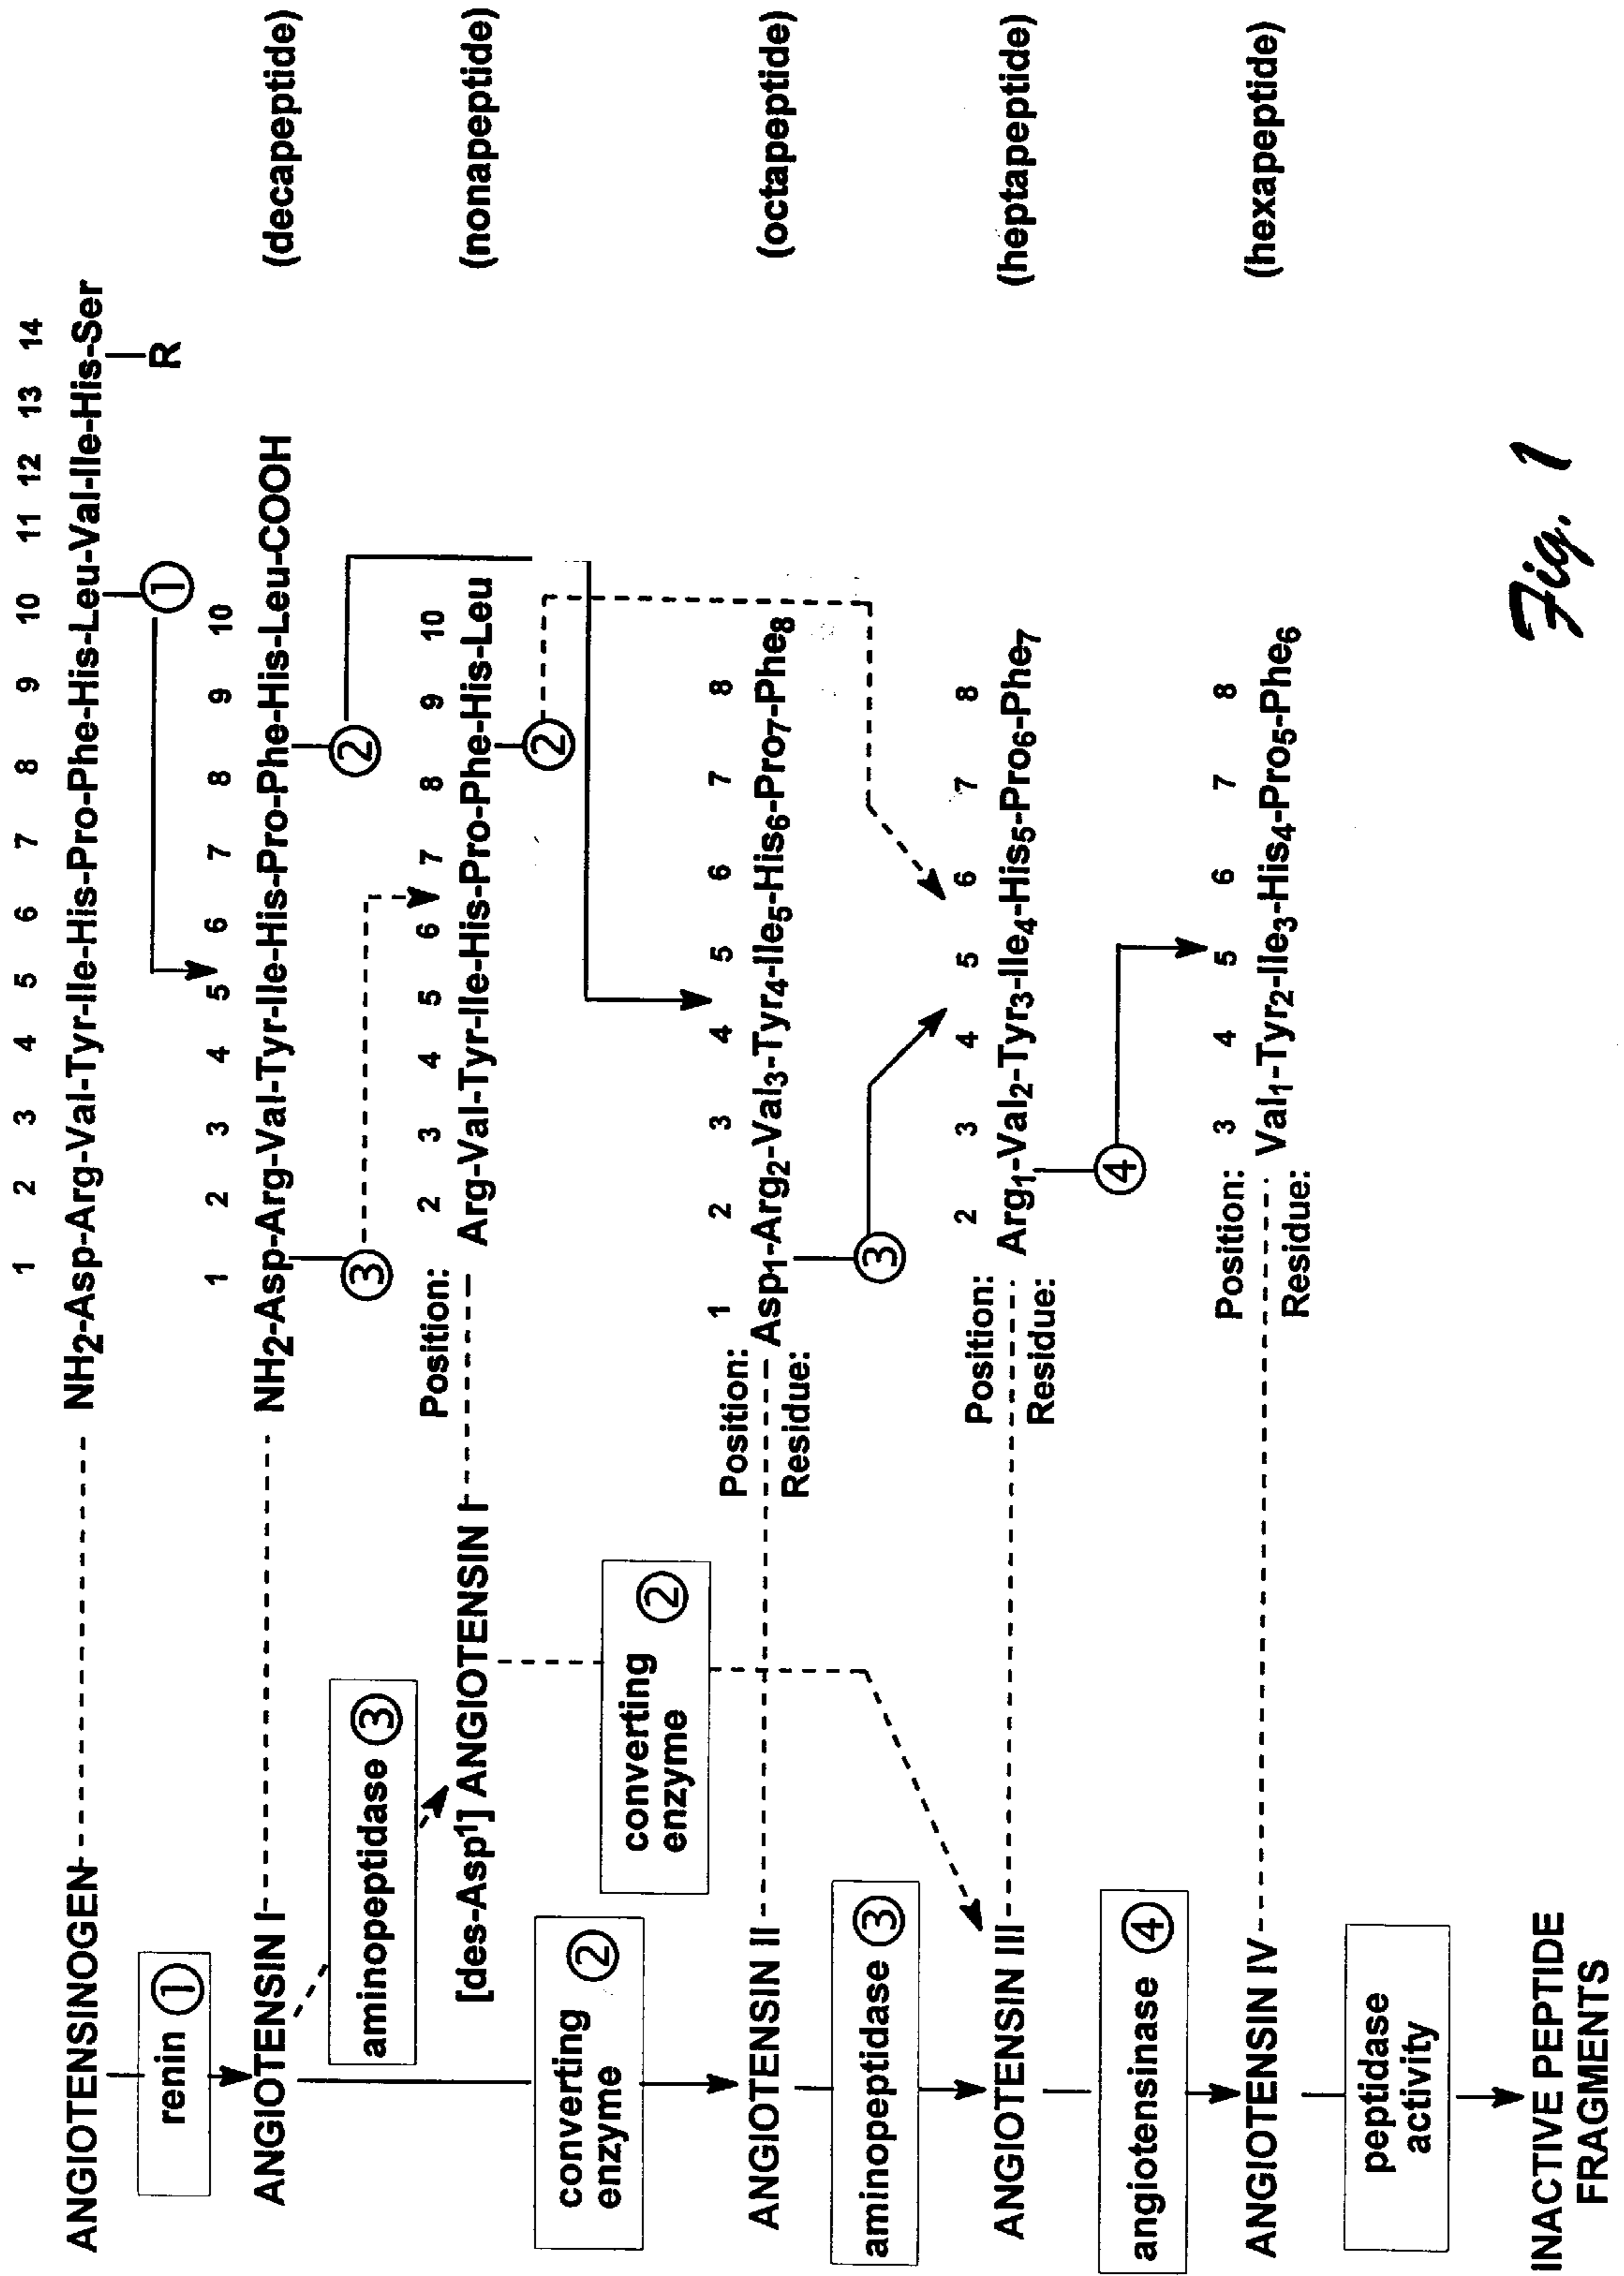 1 2 3 4 5 6 7 8 9 10 11 12 13 14
ANGIOTENSINOGEN NH2-Asp-Arg-Val-Tyr-Ile-His-Pro-Phe-His-Leu-Val-Ile-His-Ser
R
renin ① ①
1 2 3 4 5 6 7 8 9 10
ANGIOTENSIN I NH2-Asp-Arg-Val-Tyr-Ile-His-Pro-Phe-His-Leu-COOH (decapeptide)
aminopeptidase ③ ③ ②
Position: 2 3 4 5 6 7 8 9 10
[des-Asp1] ANGIOTENSIN I Arg-Val-Tyr-Ile-His-Pro-Phe-His-Leu (nonapeptide)
②
converting
enzyme ②
converting
enzyme ②
Position: 1 2 3 4 5 6 7 8
ANGIOTENSIN II Asp1-Arg2-Val3-Tyr4-Ile5-His6-Pro7-Phe8 (octapeptide)
Residue:
aminopeptidase ③ ③
Position: 2 3 4 5 6 7 8
ANGIOTENSIN III Arg1-Val2-Tyr3-Ile4-His5-Pro6-Phe7 (heptapeptide)
Residue:
angiotensinase ④ ④
Position: 3 4 5 6 7 8
ANGIOTENSIN IV Val1-Tyr2-Ile3-His4-Pro5-Phe6 (hexapeptide)
Residue:
peptidase
activity
INACTIVE PEPTIDE
FRAGMENTS
Fig. 1